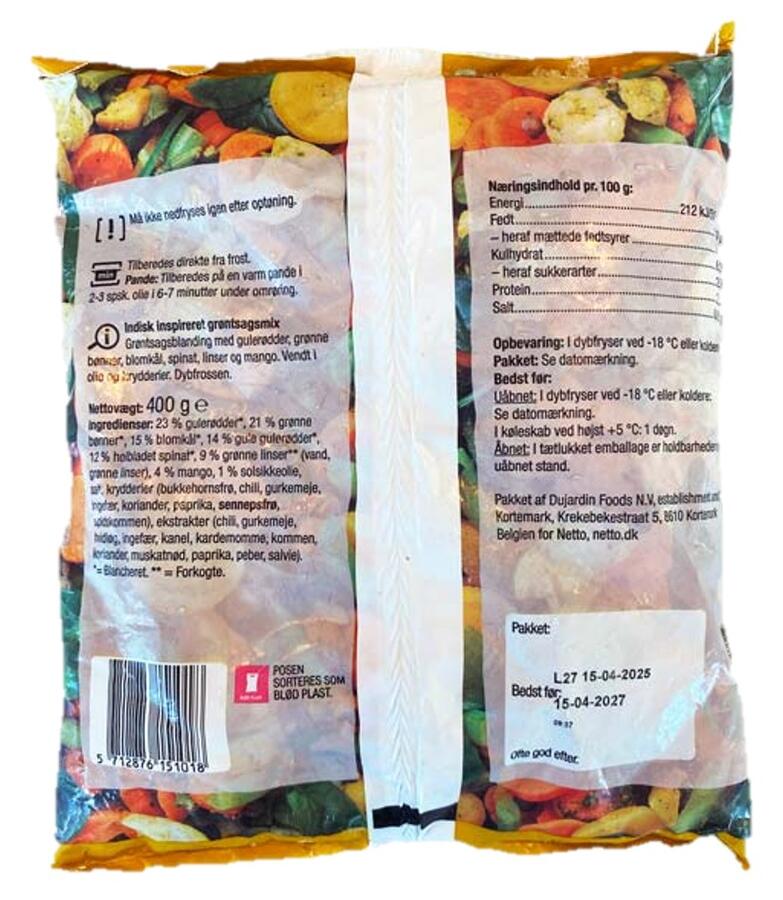 [!] Må ikke nedfryses igen efter optøning.
min
Tilberedes direkte fra frost.
Pande: Tilberedes på en varm pande i
2-3 spsk. olie i 6-7 minutter under omrøring.
Indisk inspireret grøntsagsmix
Grøntsagsblanding med gulerødder, grønne
bønner, blomkål, spinat, linser og mango. Vendt i
olie og krydderier. Dybfrossen.
Nettovægt: 400 g e
Ingredienser: 23 % gulerødder*, 21 % grønne
bønner*, 15 % blomkål*, 14 % gule gulerødder*,
12 % helbladet spinat*, 9 % grønne linser** (vand,
grønne linser), 4 % mango, 1 % solsikkeolie,
salt, krydderier (bukkehornsfrø, chili, gurkemeje,
ingefær, koriander, paprika, sennepsfrø,
spidskommen), ekstrakter (chili, gurkemeje,
hvidløg, ingefær, kanel, kardemomme, kommen,
koriander, muskatnød, paprika, peber, salvie).
*= Blancheret. ** = Forkogte.
5 712876 151018
POSEN
SORTERES SOM
BLØD PLAST.
BLØD PLAST
Næringsindhold pr. 100 g:
Energi 212 kJ
Fedt
– heraf mættede fedtsyrer
Kulhydrat
– heraf sukkerarter
Protein
Salt
Opbevaring: I dybfryser ved -18 °C eller koldere
Pakket: Se datomærkning.
Bedst før:
Uåbnet: I dybfryser ved -18 °C eller koldere:
Se datomærkning.
I køleskab ved højst +5 °C: 1 døgn.
Åbnet: I tætlukket emballage er holdbarheden
uåbnet stand.
Pakket af Dujardin Foods N.V, establishment
Kortemark, Krekebekestraat 5, 8610 Kortemark
Belgien for Netto, netto.dk
Pakket:
L27 15-04-2025
Bedst før:
15-04-2027
Ofte god efter.